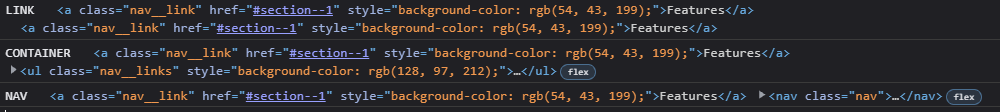 LINK <a class="nav__link" href="#section--1" style="background-color: rgb(54, 43, 199);">Features</a>
<a class="nav__link" href="#section--1" style="background-color: rgb(54, 43, 199);">Features</a>
CONTAINER <a class="nav__link" href="#section--1" style="background-color: rgb(54, 43, 199);">Features</a>
▶<ul class="nav__links" style="background-color: rgb(128, 97, 212);">…</ul> flex
NAV <a class="nav__link" href="#section--1" style="background-color: rgb(54, 43, 199);">Features</a> ▶<nav class="nav">…</nav> flex